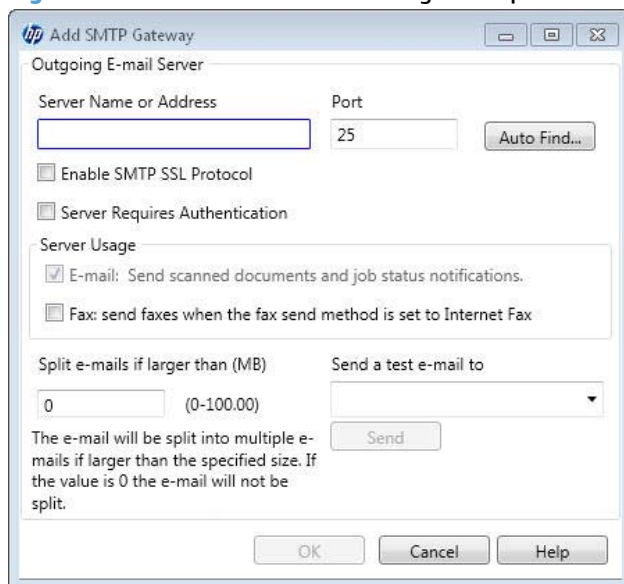 hp Add SMTP Gateway
Outgoing E-mail Server
Server Name or Address
Port
25
Auto Find...
Enable SMTP SSL Protocol
Server Requires Authentication
Server Usage
E-mail: Send scanned documents and job status notifications.
Fax: send faxes when the fax send method is set to Internet Fax
Split e-mails if larger than (MB)
Send a test e-mail to
0
(0-100.00)
The e-mail will be split into multiple e-
mails if larger than the specified size. If
the value is 0 the e-mail will not be
split.
Send
OK
Cancel
Help